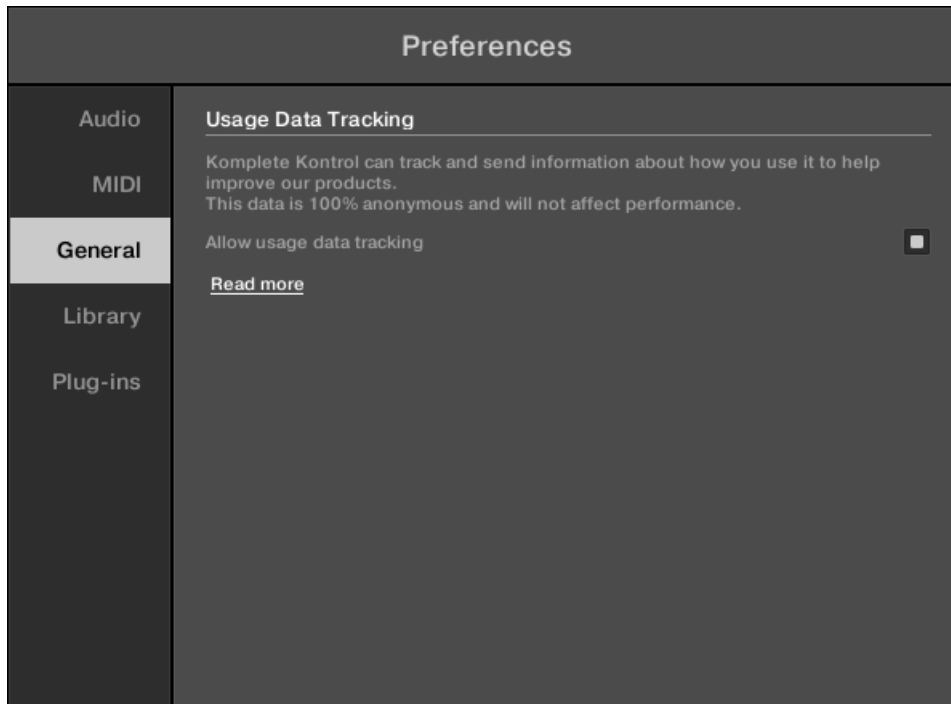 Preferences
Audio
MIDI
General
Library
Plug-ins
Usage Data Tracking
Komplete Kontrol can track and send information about how you use it to help
improve our products.
This data is 100% anonymous and will not affect performance.
Allow usage data tracking
Read more